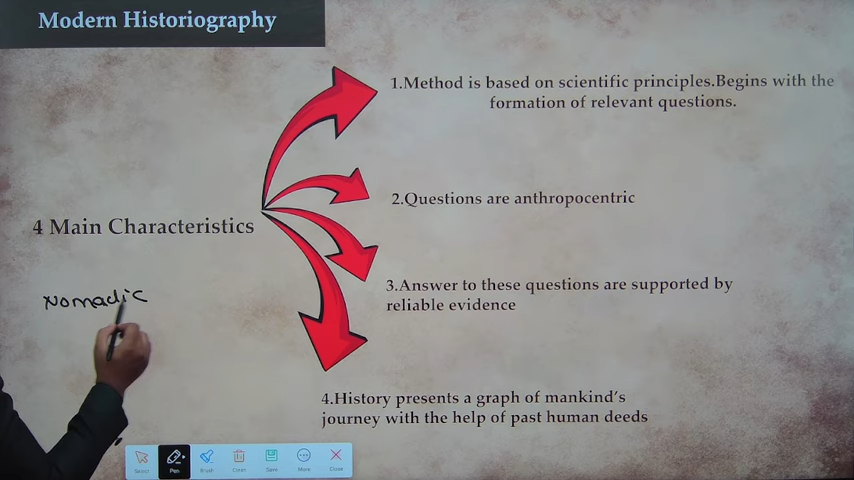 Modern Historiography
1.Method is based on scientific principles.Begins with the
formation of relevant questions.
2.Questions are anthropocentric
4 Main Characteristics
3.Answer to these questions are supported by
reliable evidence
Nomadic
4.History presents a graph of mankind's
journey with the help of past human deeds
Select Pen Brush Clean Save More Close